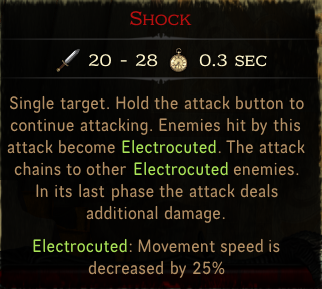 Shock
20 - 28 0.3 sec
Single target. Hold the attack button to
continue attacking. Enemies hit by this
attack become Electrocuted. The attack
chains to other Electrocuted enemies.
In its last phase the attack deals
additional damage.
Electrocuted: Movement speed is
decreased by 25%